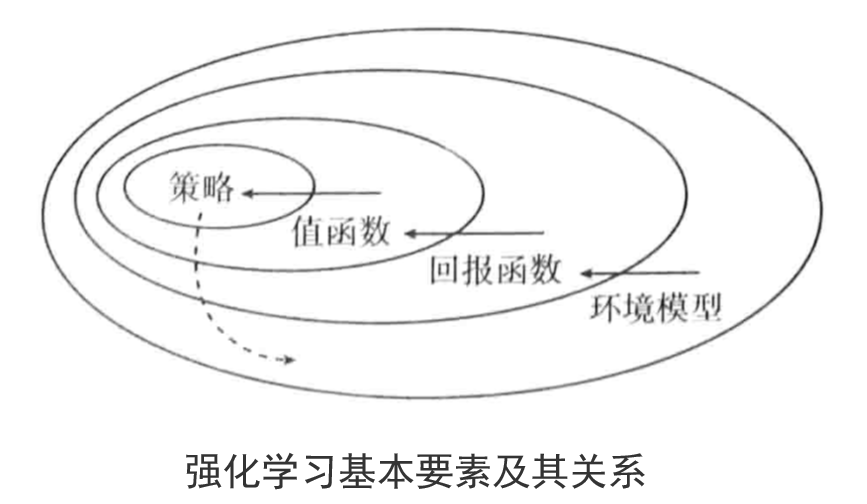 策略
值函数
回报函数
环境模型
强化学习基本要素及其关系